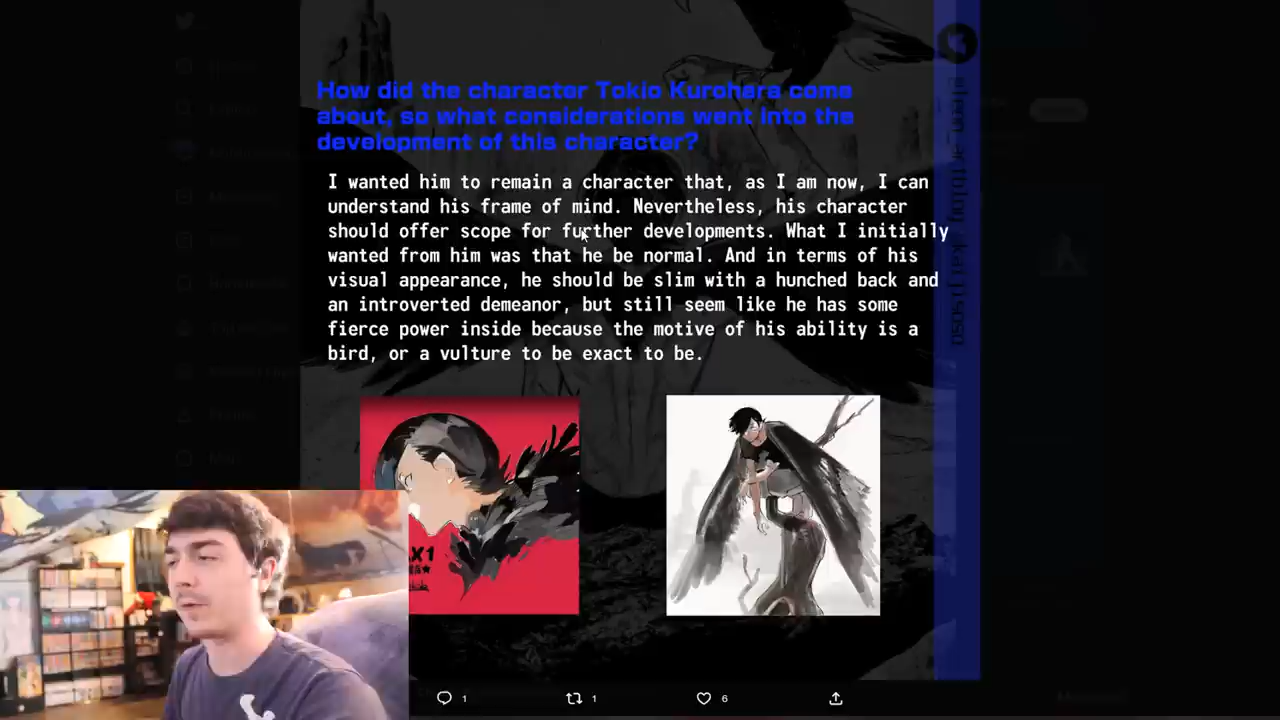 How did the character Tokio Kurohara come
about, so what considerations went into the
development of this character?
I wanted him to remain a character that, as I am now, I can
understand his frame of mind. Nevertheless, his character
should offer scope for further developments. What I initially
wanted from him was that he be normal. And in terms of his
visual appearance, he should be slim with a hunched back and
an introverted demeanor, but still seem like he has some
fierce power inside because the motive of his ability is a
bird, or a vulture to be exact to be.
X1
1
1
6